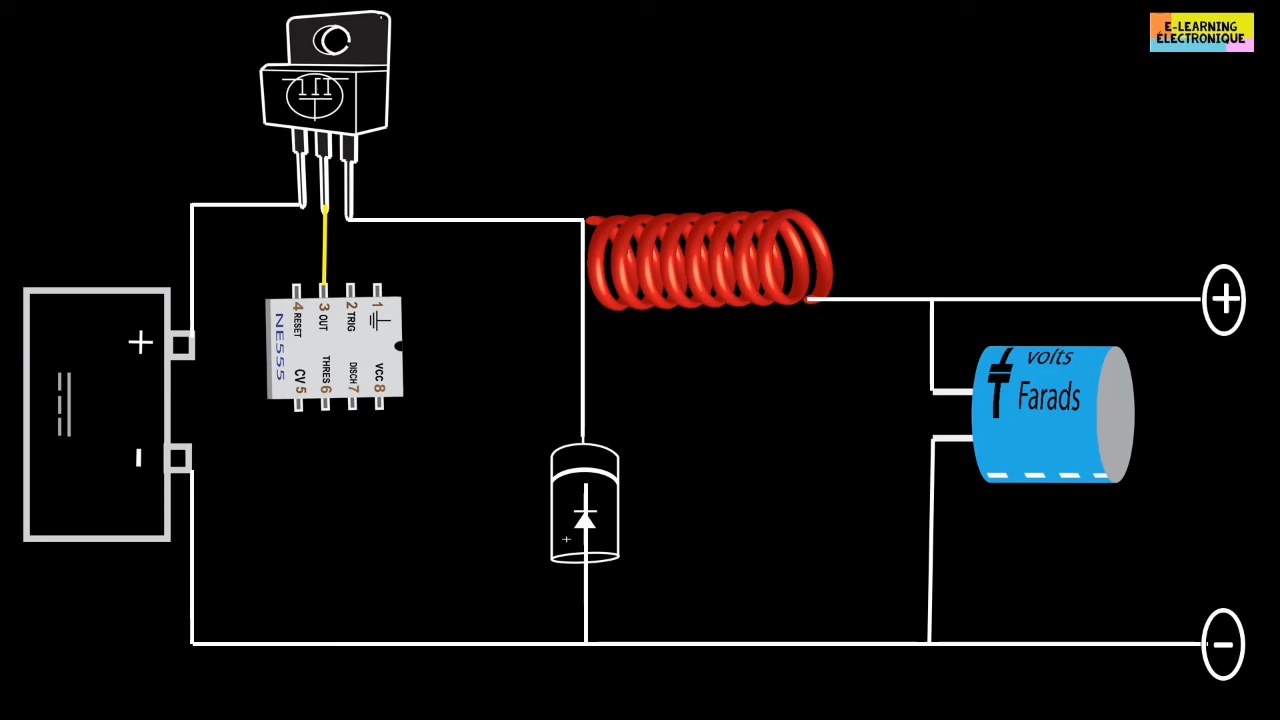 E-LEARNING
ÉLECTRONIQUE
+
-
4 RESET
3 OUT
2 TRIG
1
NE555
CV 5
THRES 6
DISCH 7
VCC 8
+
volts
Farads
+
-